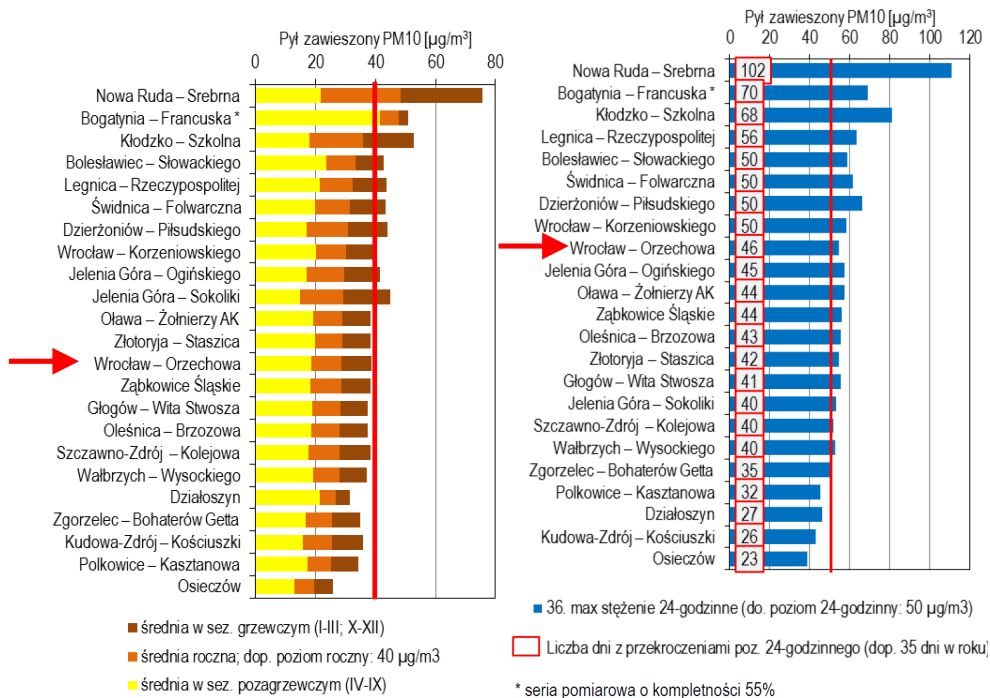 Pył zawieszony PM10 [µg/m³]
0 20 40 60 80
Nowa Ruda – Srebrna
Bogatynia – Francuska *
Kłodzko – Szkolna
Bolesławiec – Słowackiego
Legnica – Rzeczypospolitej
Świdnica – Folwarczna
Dzierżoniów – Piłsudskiego
Wrocław – Korzeniowskiego
Jelenia Góra – Ogińskiego
Jelenia Góra – Sokoliki
Oława – Żołnierzy AK
Złotoryja – Staszica
Wrocław – Orzechowa
Ząbkowice Śląskie
Głogów – Wita Stwosza
Oleśnica – Brzozowa
Szczawno-Zdrój – Kolejowa
Wałbrzych – Wysockiego
Działoszyn
Zgorzelec – Bohaterów Getta
Kudowa-Zdrój – Kościuszki
Polkowice – Kasztanowa
Osieczów
średnia w sez. grzewczym (I-III; X-XII)
średnia roczna; dop. poziom roczny: 40 µg/m3
średnia w sez. pozagrzewczym (IV-IX)
Pył zawieszony PM10 [µg/m³]
0 20 40 60 80 100 120
Nowa Ruda – Srebrna 102
Bogatynia – Francuska * 70
Kłodzko – Szkolna 68
Legnica – Rzeczypospolitej 56
Bolesławiec – Słowackiego 50
Świdnica – Folwarczna 50
Dzierżoniów – Piłsudskiego 50
Wrocław – Korzeniowskiego 50
Wrocław – Orzechowa 46
Jelenia Góra – Ogińskiego 45
Oława – Żołnierzy AK 44
Ząbkowice Śląskie 44
Oleśnica – Brzozowa 43
Złotoryja – Staszica 42
Głogów – Wita Stwosza 41
Jelenia Góra – Sokoliki 40
Szczawno-Zdrój – Kolejowa 40
Wałbrzych – Wysockiego 40
Zgorzelec – Bohaterów Getta 35
Polkowice – Kasztanowa 32
Działoszyn 27
Kudowa-Zdrój – Kościuszki 26
Osieczów 23
36. max stężenie 24-godzinne (do. poziom 24-godzinny: 50 µg/m3)
Liczba dni z przekroczeniami poz. 24-godzinnego (dop. 35 dni w roku)
* seria pomiarowa o kompletności 55%